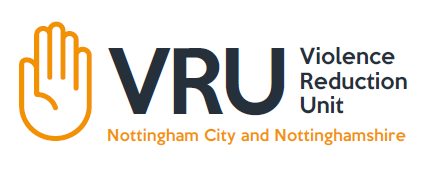 VRU
Violence
Reduction
Unit
Nottingham City and Nottinghamshire